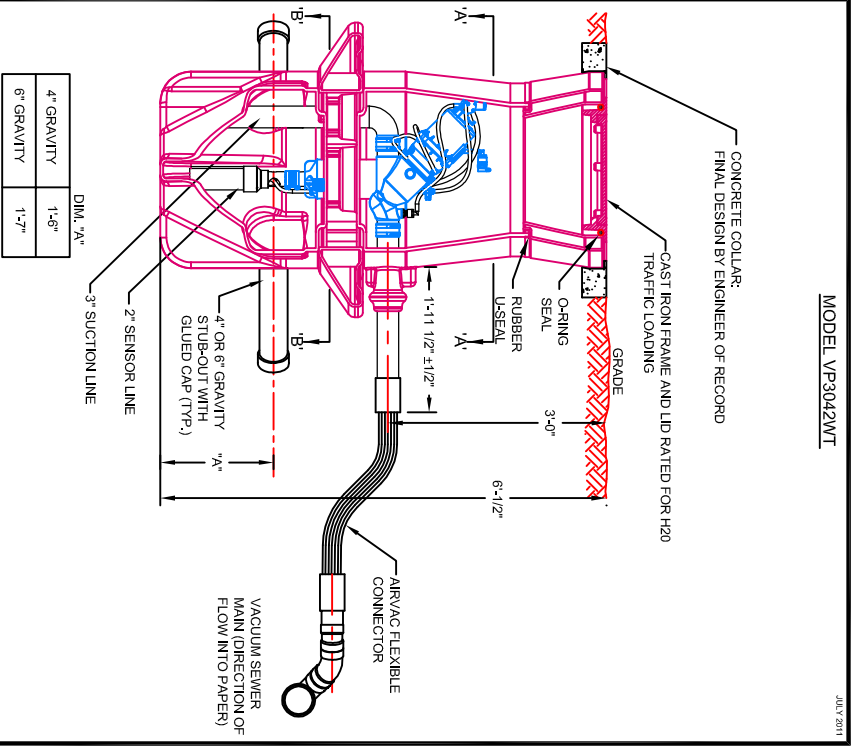 MODEL VP3042WT
JULY 2011
CONCRETE COLLAR:
FINAL DESIGN BY ENGINEER OF RECORD
CAST IRON FRAME AND LID RATED FOR H20
TRAFFIC LOADING
GRADE
O-RING
SEAL
RUBBER
U-SEAL
'A'
'A'
1'-11 1/2" ±1/2"
3'-0"
6'-1/2"
'B'
'B'
4" OR 6" GRAVITY
STUB-OUT WITH
GLUED CAP (TYP.)
"A"
AIRVAC FLEXIBLE
CONNECTOR
VACUUM SEWER
MAIN (DIRECTION OF
FLOW INTO PAPER)
2" SENSOR LINE
3" SUCTION LINE
DIM. "A"
4" GRAVITY 1'-6"
6" GRAVITY 1'-7"